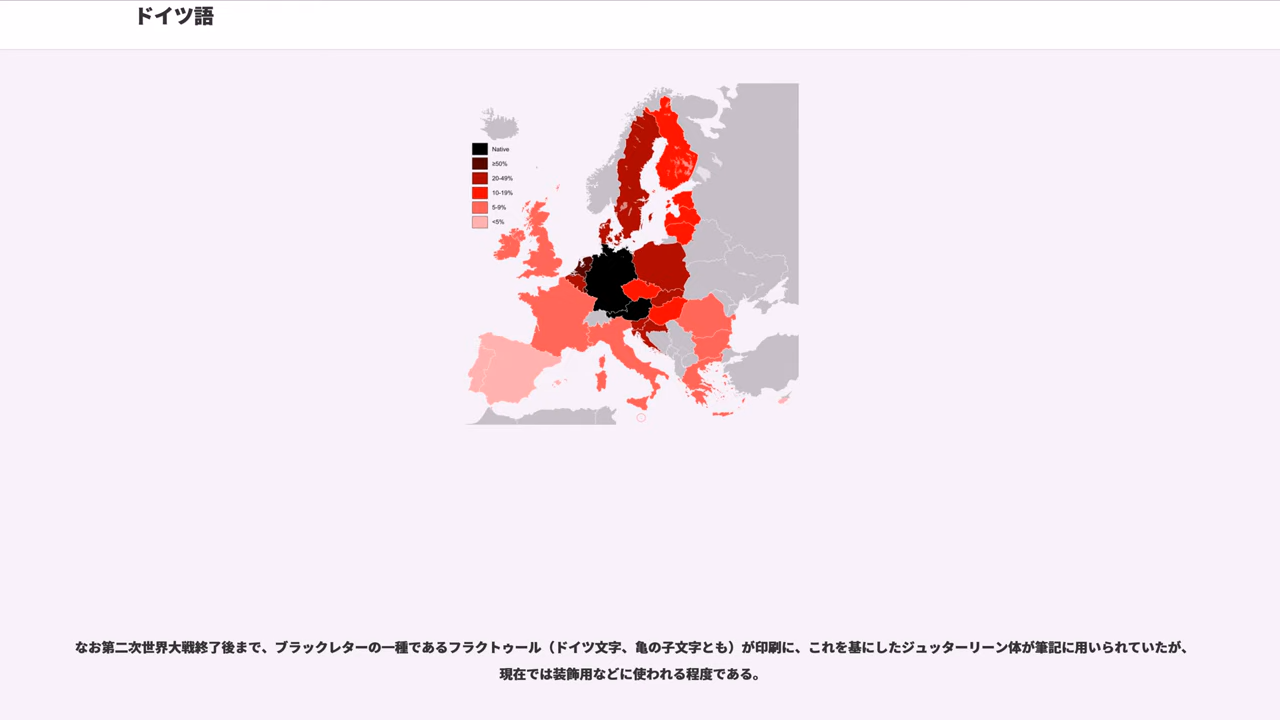 ドイツ語
Native
≥50%
20-49%
10-19%
5-9%
<5%
なお第二次世界大戦終了後まで、ブラックレターの一種であるフラクトゥール（ドイツ文字、亀の子文字とも）が印刷に、これを基にしたジュッターリーン体が筆記に用いられていたが、
現在では装飾用などに使われる程度である。